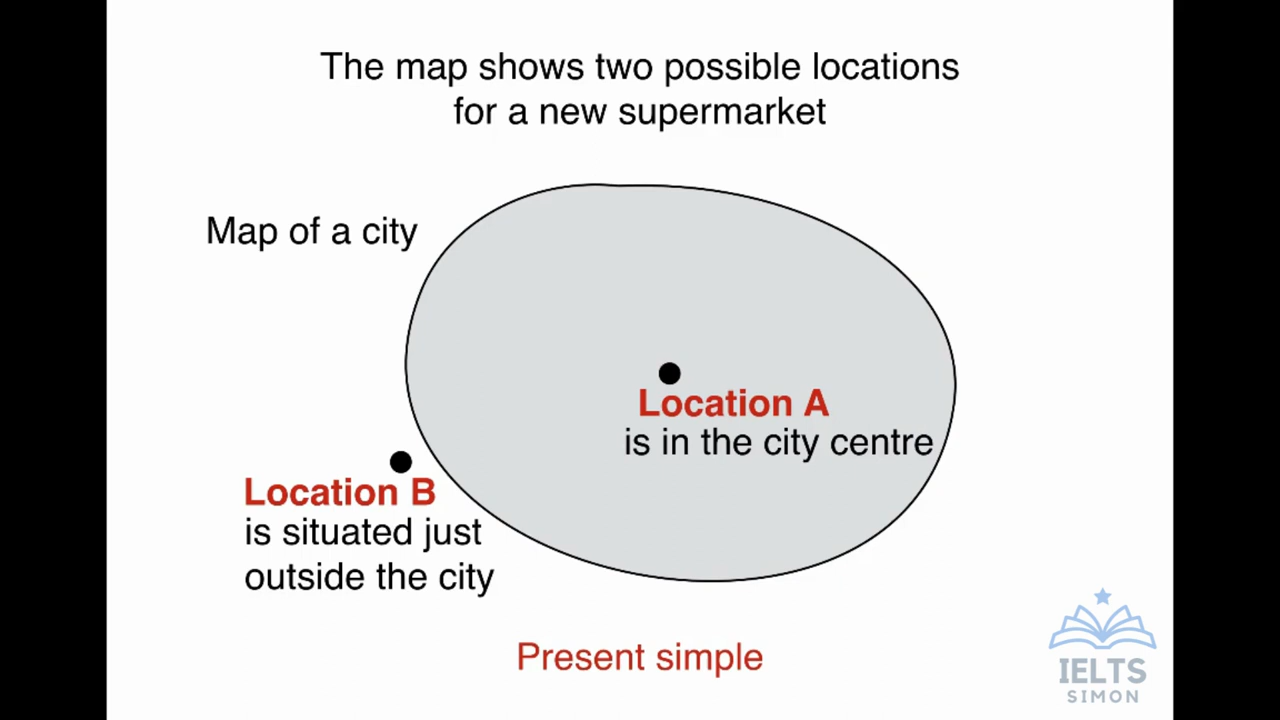 The map shows two possible locations
for a new supermarket
Map of a city
Location A
is in the city centre
Location B
is situated just
outside the city
Present simple
IELTS
SIMON